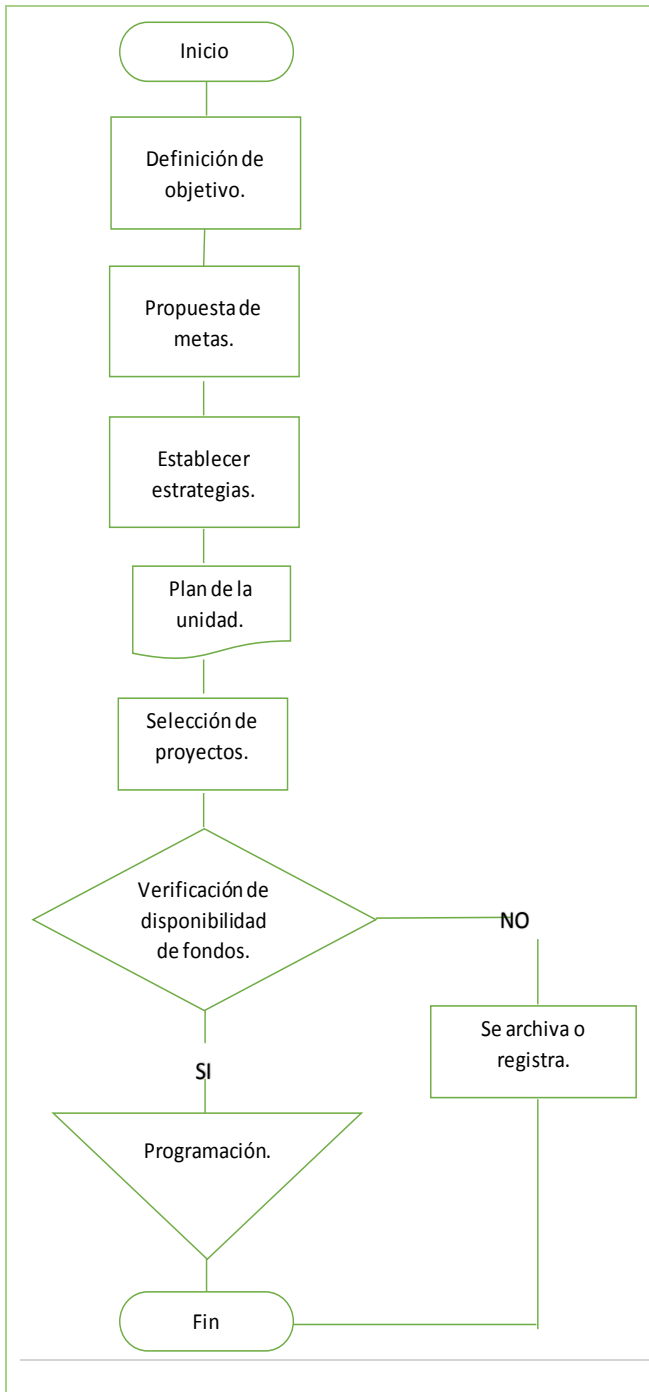 Inicio
Definición de
objetivo.
Propuesta de
metas.
Establecer
estrategias.
Plan de la
unidad.
Selección de
proyectos.
Verificación de
disponibilidad
de fondos.
NO
Se archiva o
registra.
SI
Programación.
Fin